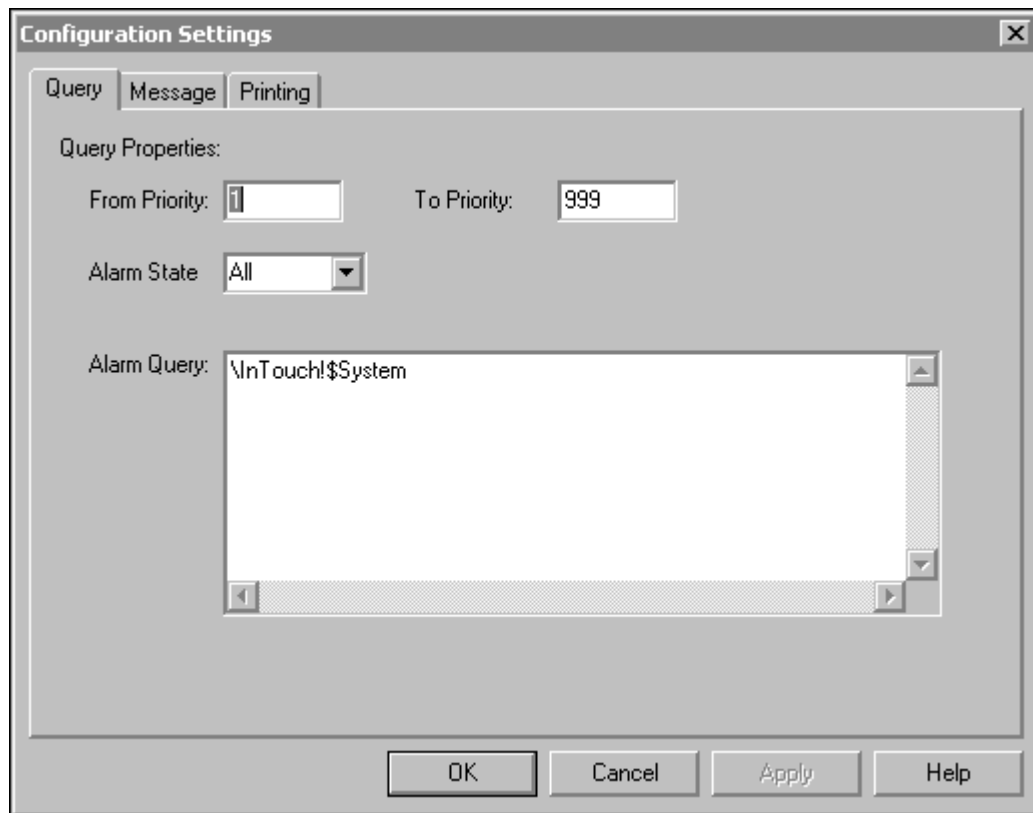 Configuration Settings
Query Message Printing
Query Properties:
From Priority: 1 To Priority: 999
Alarm State All
Alarm Query: \InTouch!$System
OK Cancel Apply Help